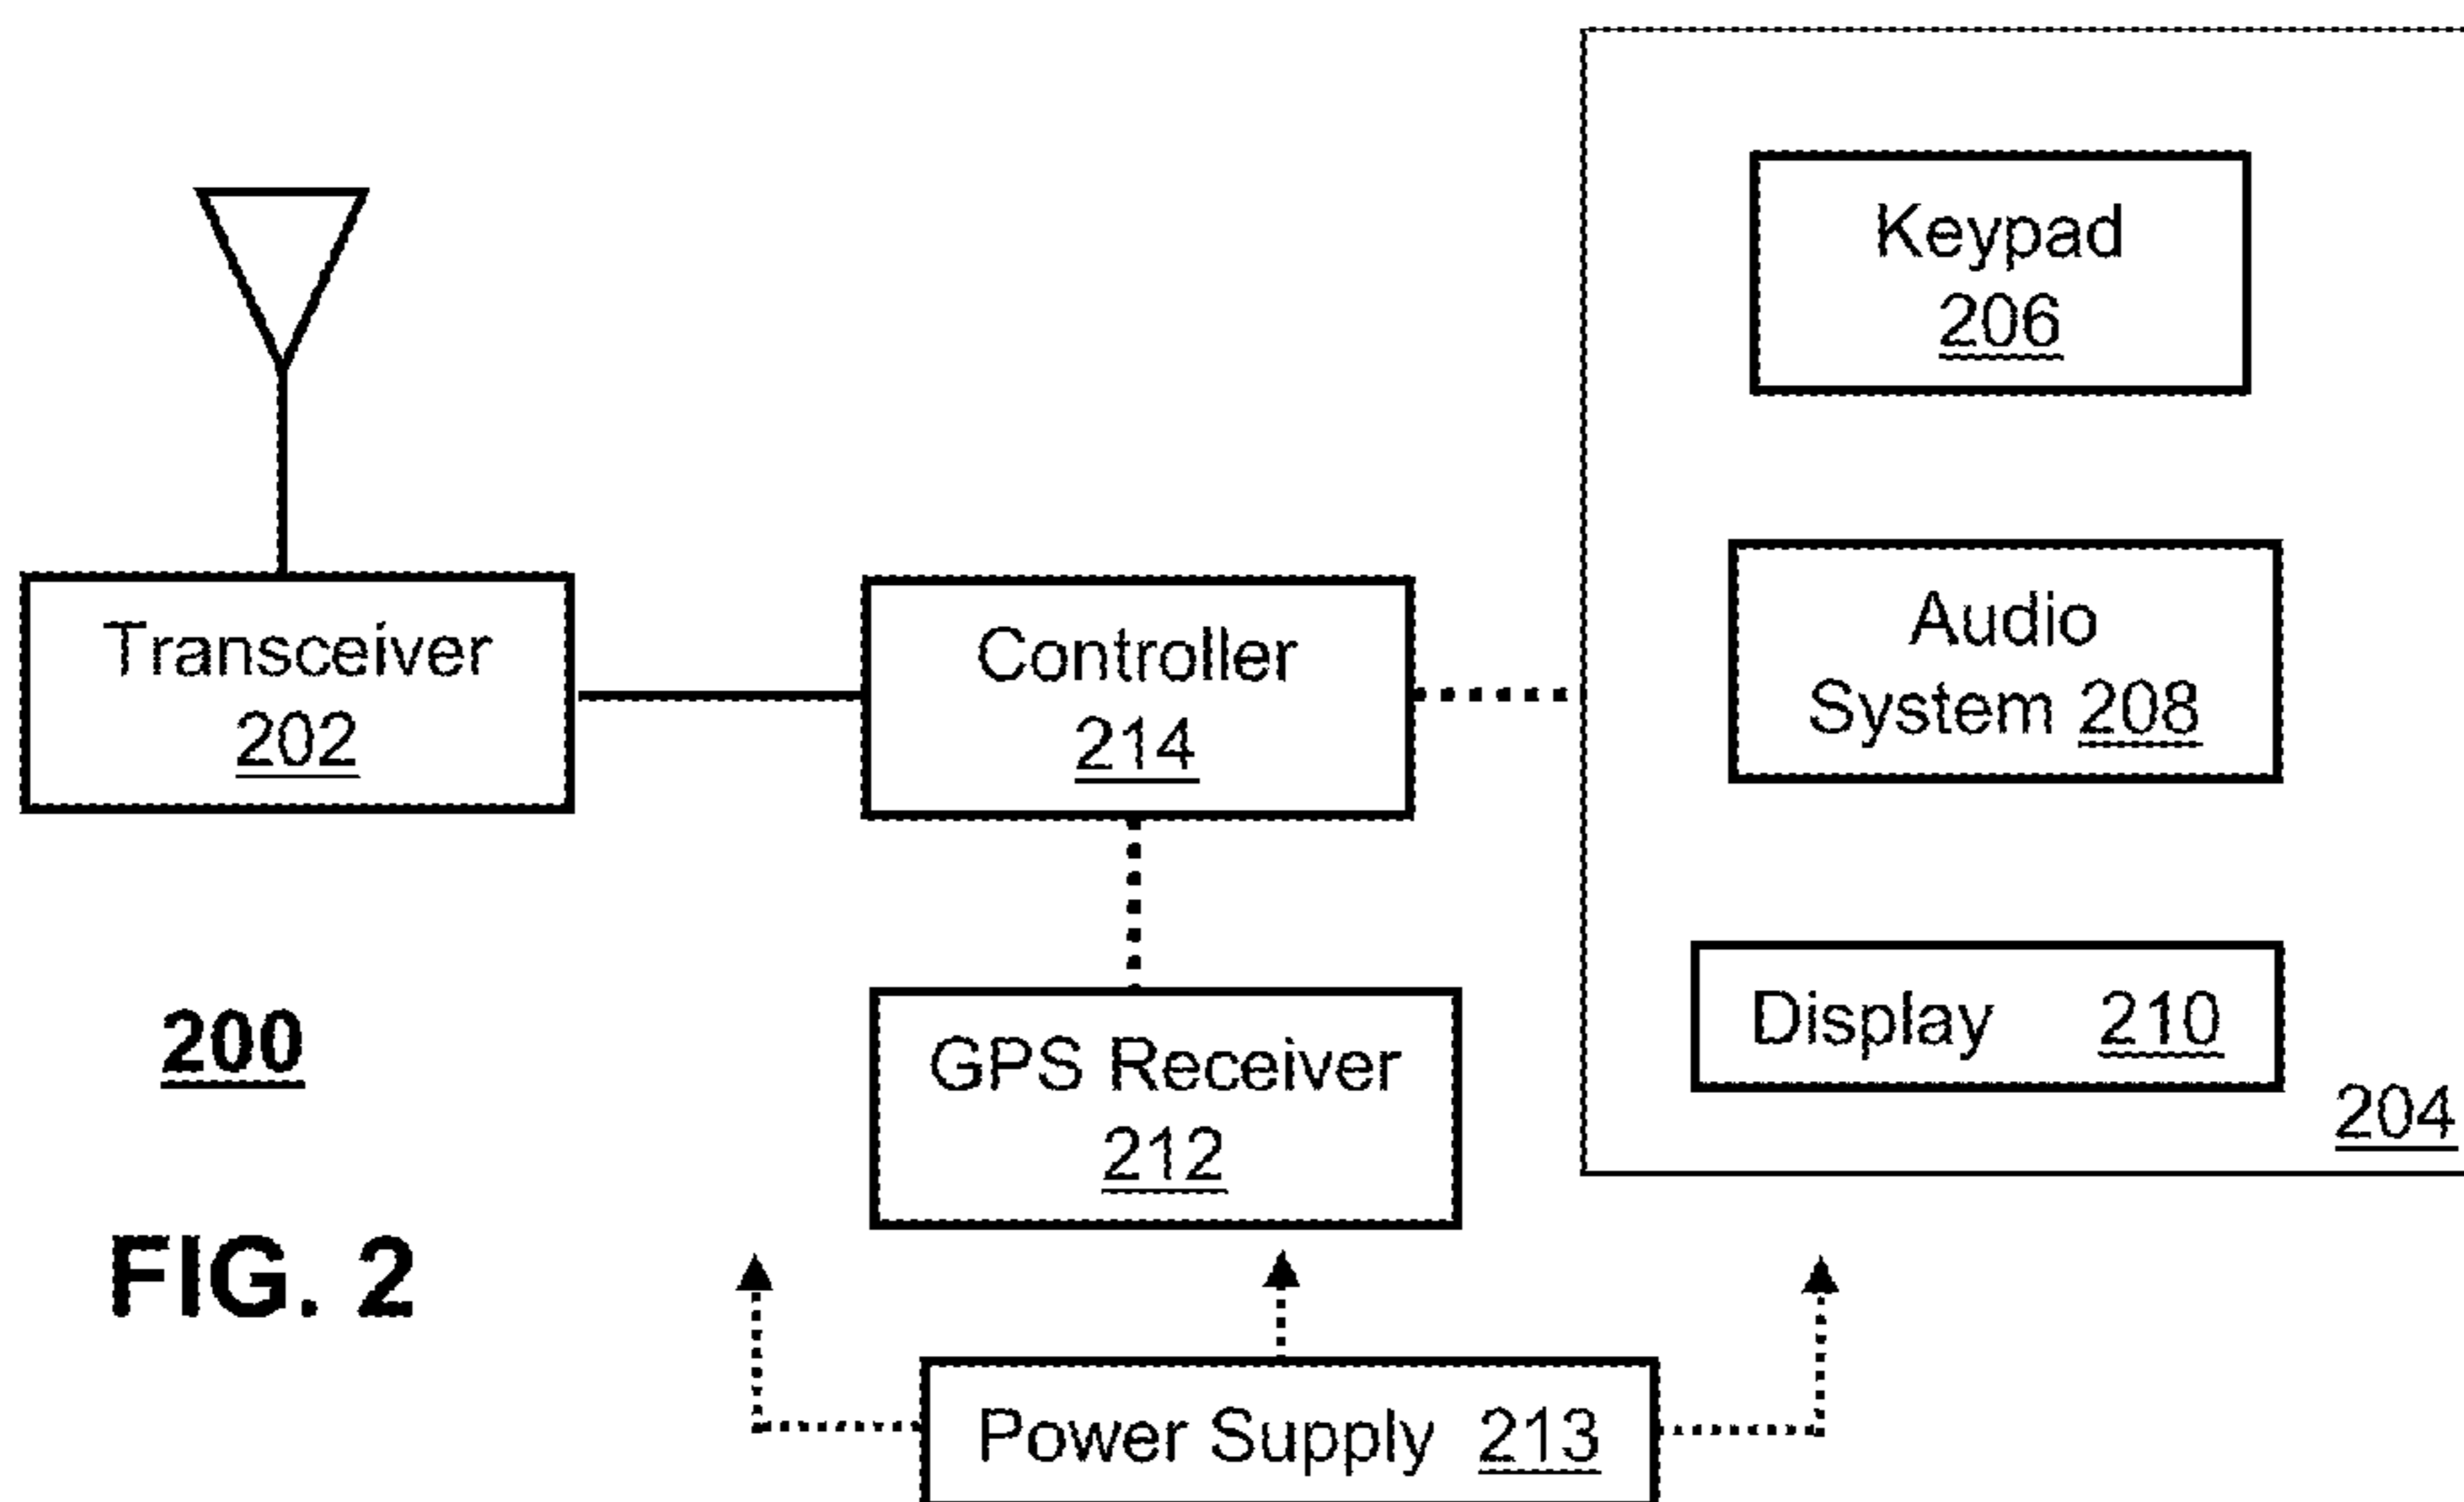 Keypad
206
Transceiver
202
Controller
214
Audio
System 208
Display 210
204
GPS Receiver
212
200
FIG. 2
Power Supply 213